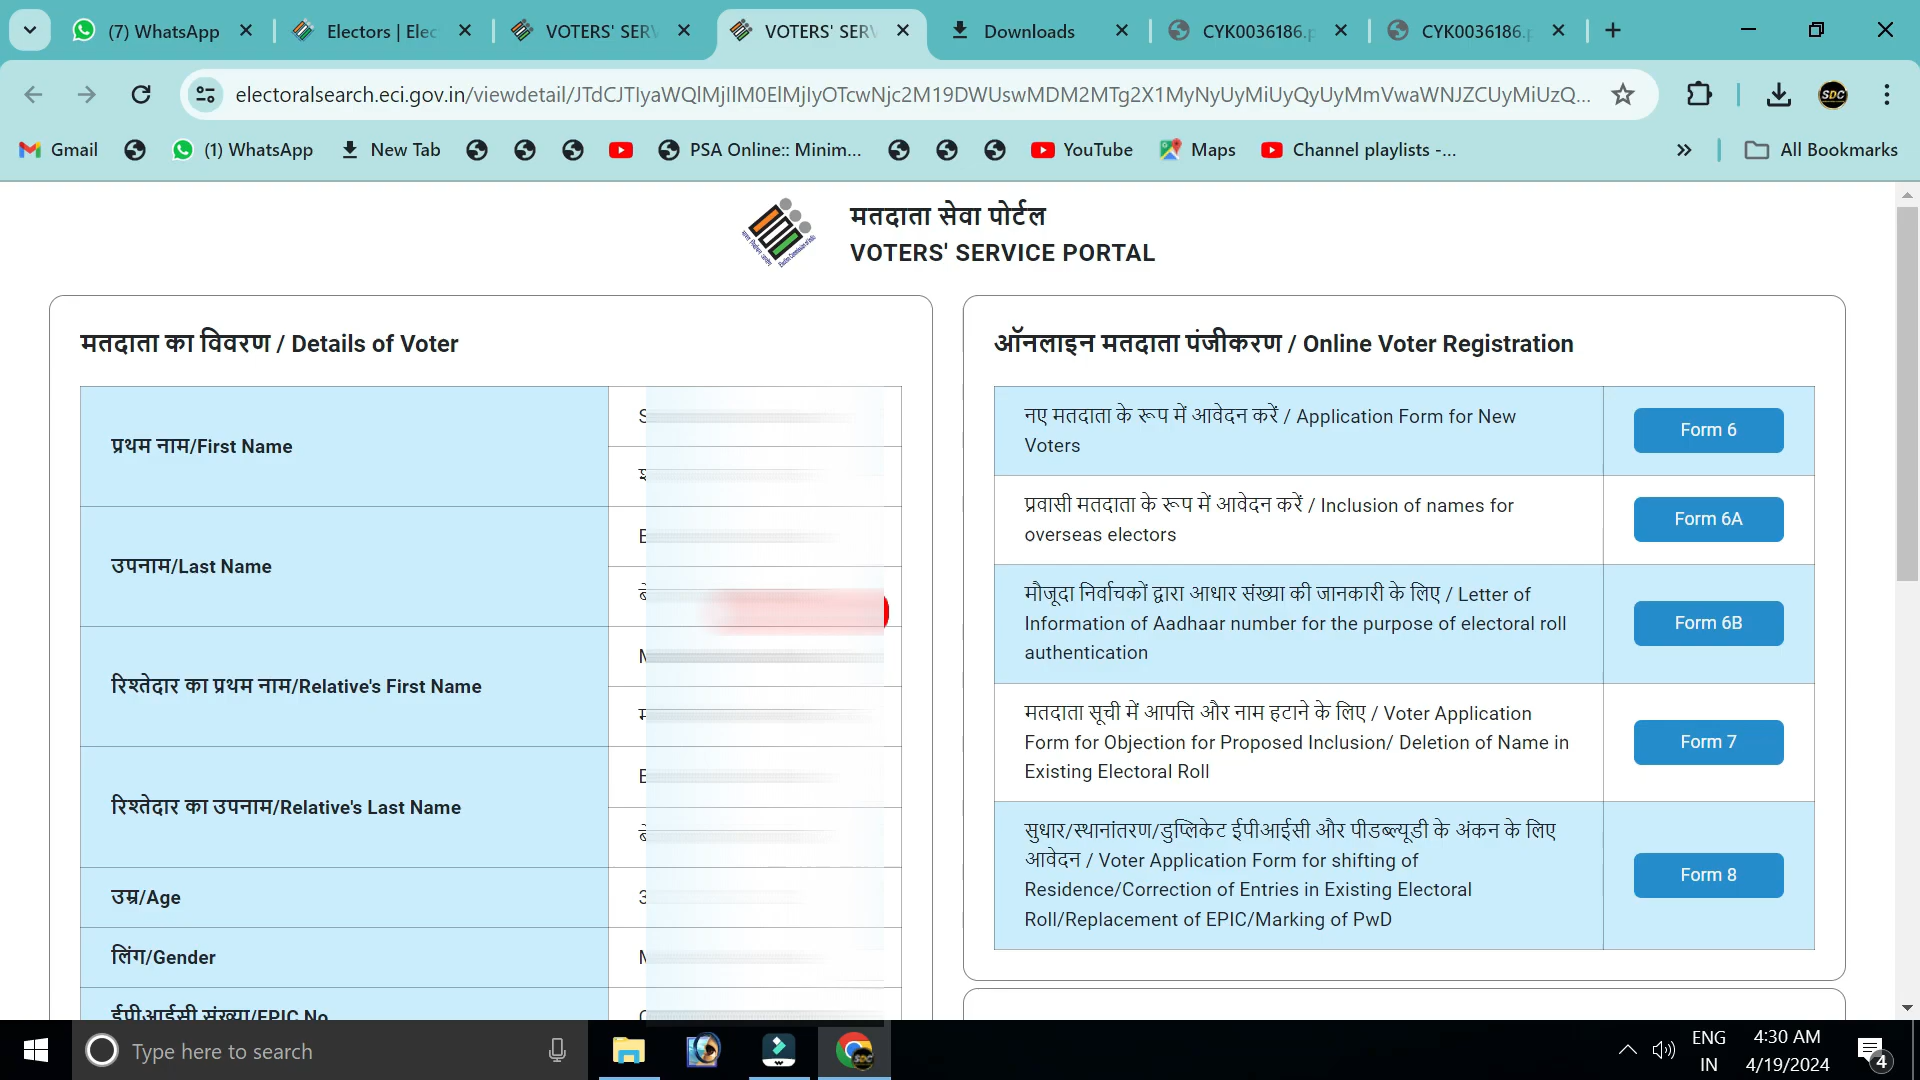 (7) WhatsApp
Electors | Elec
VOTERS' SERV
VOTERS' SERV
Downloads
CYK0036186.p
CYK0036186.p
electoralsearch.eci.gov.in/viewdetail/
Gmail
(1) WhatsApp
New Tab
PSA Online:: Minim...
YouTube
Maps
Channel playlists -...
All Bookmarks
मतदाता सेवा पोर्टल
VOTERS' SERVICE PORTAL
मतदाता का विवरण / Details of Voter
प्रथम नाम/First Name
उपनाम/Last Name
रिश्तेदार का प्रथम नाम/Relative's First Name
रिश्तेदार का उपनाम/Relative's Last Name
उम्र/Age
लिंग/Gender
ईपीआईसी संख्या/EPIC No
ऑनलाइन मतदाता पंजीकरण / Online Voter Registration
नए मतदाता के रूप में आवेदन करें / Application Form for New
Voters
Form 6
प्रवासी मतदाता के रूप में आवेदन करें / Inclusion of names for
overseas electors
Form 6A
मौजूदा निर्वाचकों द्वारा आधार संख्या की जानकारी के लिए / Letter of
Information of Aadhaar number for the purpose of electoral roll
authentication
Form 6B
मतदाता सूची में आपत्ति और नाम हटाने के लिए / Voter Application
Form for Objection for Proposed Inclusion/ Deletion of Name in
Existing Electoral Roll
Form 7
सुधार/स्थानांतरण/डुप्लिकेट ईपीआईसी और पीडब्ल्यूडी के अंकन के लिए
आवेदन / Voter Application Form for shifting of
Residence/Correction of Entries in Existing Electoral
Roll/Replacement of EPIC/Marking of PwD
Form 8
Type here to search
ENG
IN
4:30 AM
4/19/2024
4